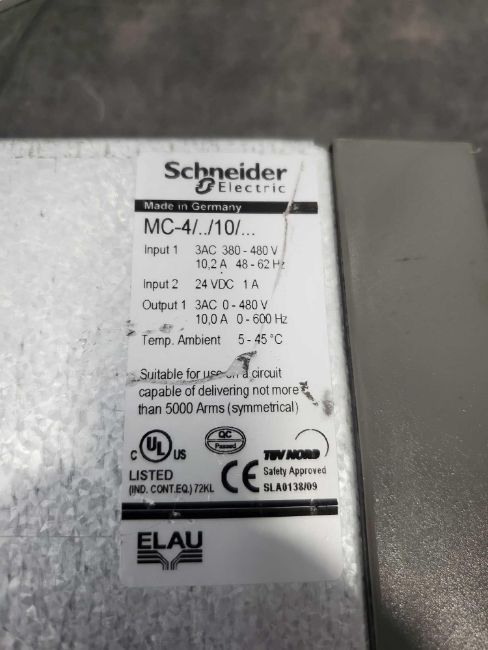 Schneider
Electric
Made in Germany
MC-4/../10/...
Input 1 3AC 380 - 480 V
10,2 A 48 - 62 Hz
Input 2 24 VDC 1 A
Output 1 3AC 0 - 480 V
10,0 A 0 - 600 Hz
Temp. Ambient 5 - 45 °C
Suitable for use a circuit
capable of delivering not more
than 5000 Arms (symmetrical)
C UL US
LISTED
(IND. CONT.EQ.) 72KL
QC
Passed
CE
TÜV NORD
Safety Approved
SLA0138/09
ELAU